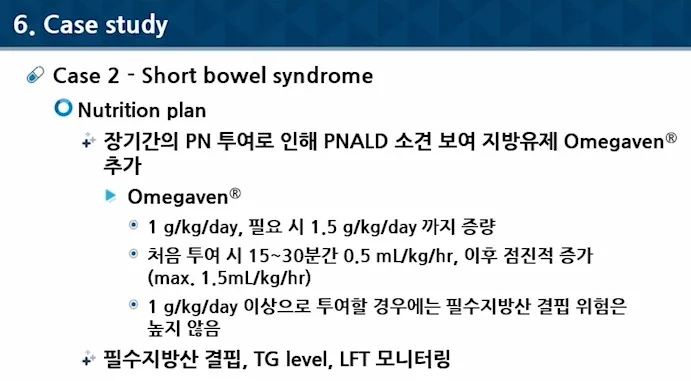 6. Case study
Case 2 - Short bowel syndrome
Nutrition plan
장기간의 PN 투여로 인해 PNALD 소견 보여 지방유제 Omegaven®
추가
Omegaven®
1 g/kg/day, 필요 시 1.5 g/kg/day 까지 증량
처음 투여 시 15~30분간 0.5 mL/kg/hr, 이후 점진적 증가
(max. 1.5mL/kg/hr)
1 g/kg/day 이상으로 투여할 경우에는 필수지방산 결핍 위험은
높지 않음
필수지방산 결핍, TG level, LFT 모니터링